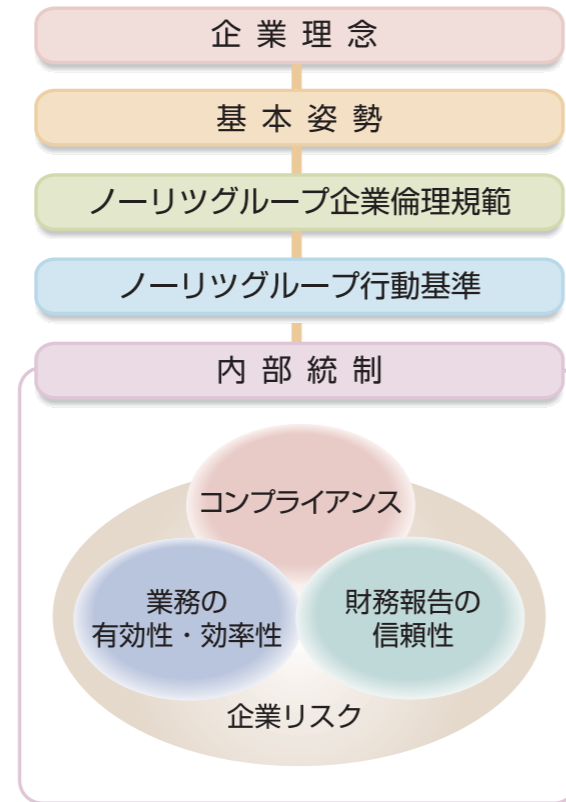 企業理念
基本姿勢
ノーリツグループ企業倫理規範
ノーリツグループ行動基準
内部統制
コンプライアンス
業務の
有効性・効率性
財務報告の
信頼性
企業リスク